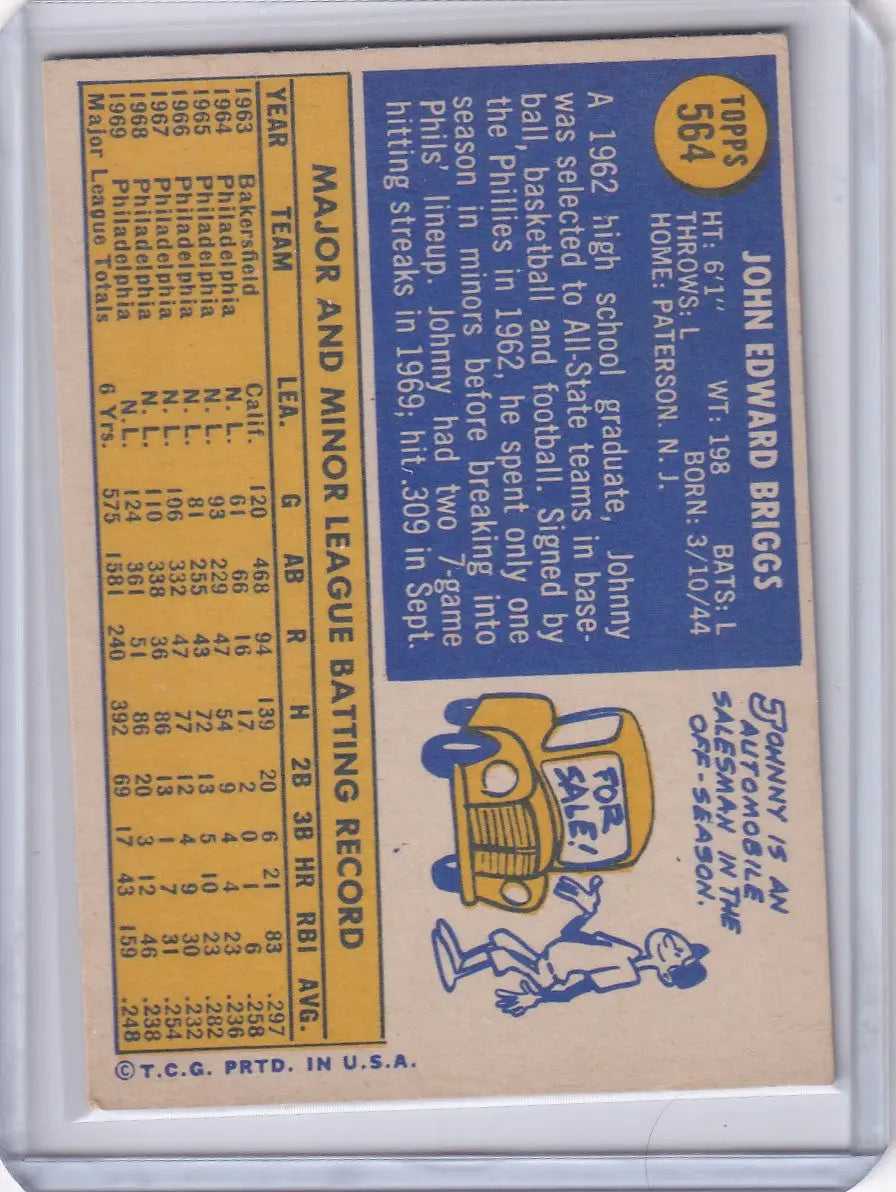 TOPPS
564
JOHN EDWARD BRIGGS
HT: 6'1" WT: 198 BATS: L
THROWS: L BORN: 3/10/44
HOME: PATERSON, N. J.
A 1962 high school graduate, Johnny
was selected to All-State teams in base-
ball, basketball and football. Signed by
the Phillies in 1962, he spent only one
season in minors before breaking into
Phils' lineup. Johnny had two 7-game
hitting streaks in 1969; hit .309 in Sept.
JOHNNY IS AN
AUTOMOBILE
SALESMAN IN THE
OFF-SEASON.
FOR
SALE!
MAJOR AND MINOR LEAGUE BATTING RECORD
YEAR TEAM LEA. G AB R H 2B 3B HR RBI AVG.
1963 Bakersfield Calif. 120 468 94 139 20 6 21 83 .297
1964 Philadelphia N. L. 61 66 16 17 2 0 1 6 .258
1965 Philadelphia N. L. 93 229 47 54 9 4 4 23 .236
1966 Philadelphia N. L. 81 255 43 72 13 5 10 23 .282
1967 Philadelphia N. L. 106 332 47 77 12 4 9 30 .232
1968 Philadelphia N. L. 110 338 36 86 13 1 7 31 .254
1969 Philadelphia N. L. 124 361 51 86 20 3 12 46 .238
Major League Totals 6 Yrs. 575 1581 240 392 69 17 43 159 .248
© T.C.G. PRTD. IN U.S.A.